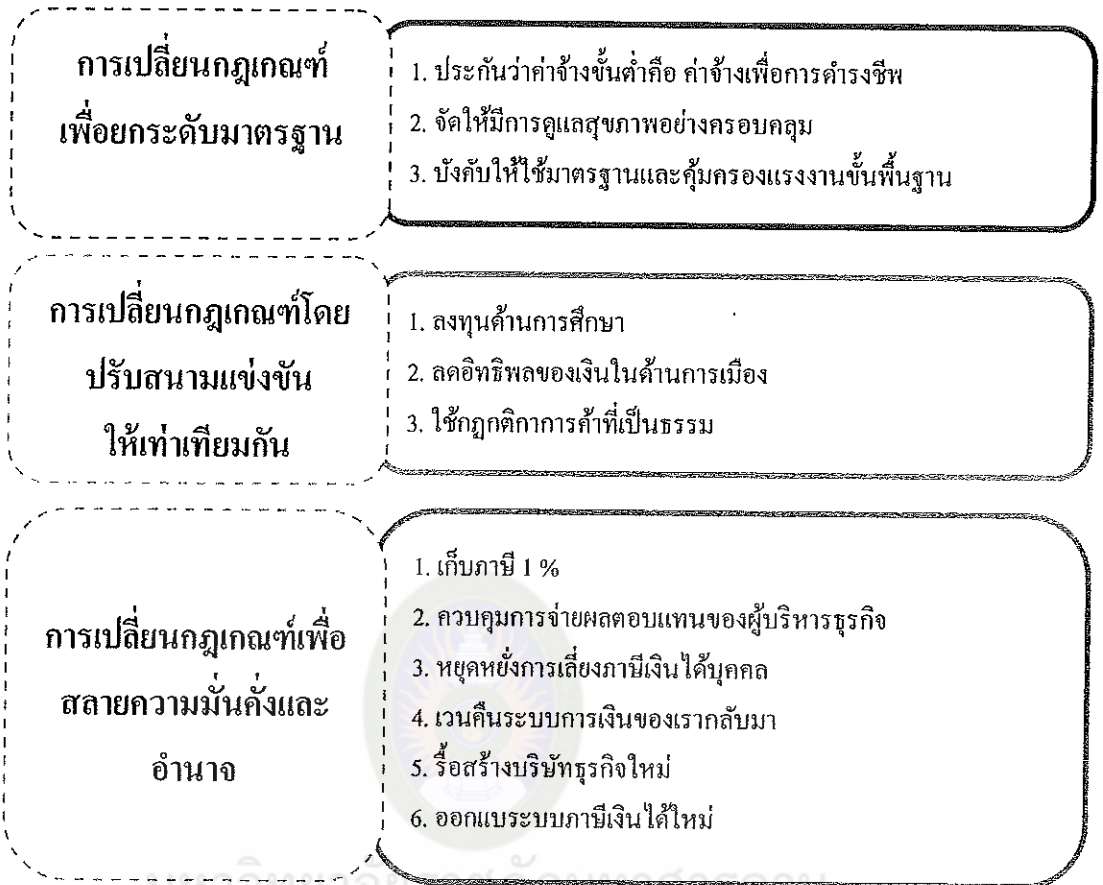 การเปลี่ยนกฎเกณฑ์
เพื่อยกระดับมาตรฐาน
1. ประกันว่าค่าจ้างขั้นต่ำคือ ค่าจ้างเพื่อการดำรงชีพ
2. จัดให้มีการดูแลสุขภาพอย่างครอบคลุม
3. บังคับให้ใช้มาตรฐานและคุ้มครองแรงงานขั้นพื้นฐาน
การเปลี่ยนกฎเกณฑ์โดย
ปรับสนามแข่งขัน
ให้เท่าเทียมกัน
1. ลงทุนด้านการศึกษา
2. ลดอิทธิพลของเงินในด้านการเมือง
3. ใช้กฎกติกาการค้าที่เป็นธรรม
การเปลี่ยนกฎเกณฑ์เพื่อ
สลายความมั่นคั่งและ
อำนาจ
1. เก็บภาษี 1 %
2. ควบคุมการจ่ายผลตอบแทนของผู้บริหารธุรกิจ
3. หยุดหยั่งการเลี่ยงภาษีเงินได้บุคคล
4. เวนคืนระบบการเงินของเรากลับมา
5. รื้อสร้างบริษัทธุรกิจใหม่
6. ออกแบบระบบภาษีเงินได้ใหม่